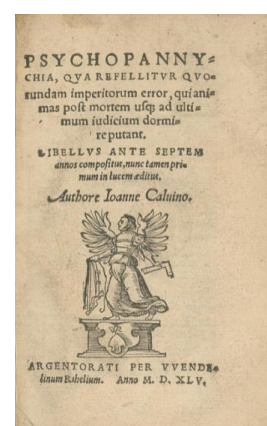 PSYCHOPANNY=
CHIA, QVA REFELLITVR QVO=
rundam imperitorum error, qui ani=
mas post mortem usq; ad ulti=
mum iudicium dormi=
re putant.
LIBELLVS ANTE SEPTEM
annos compositus, nunc tamen pri=
mum in lucem æditus.
Authore Ioanne Caluino.
ARGENTORATI PER VVENDE=
linum Rihelium. Anno M. D. XLV.